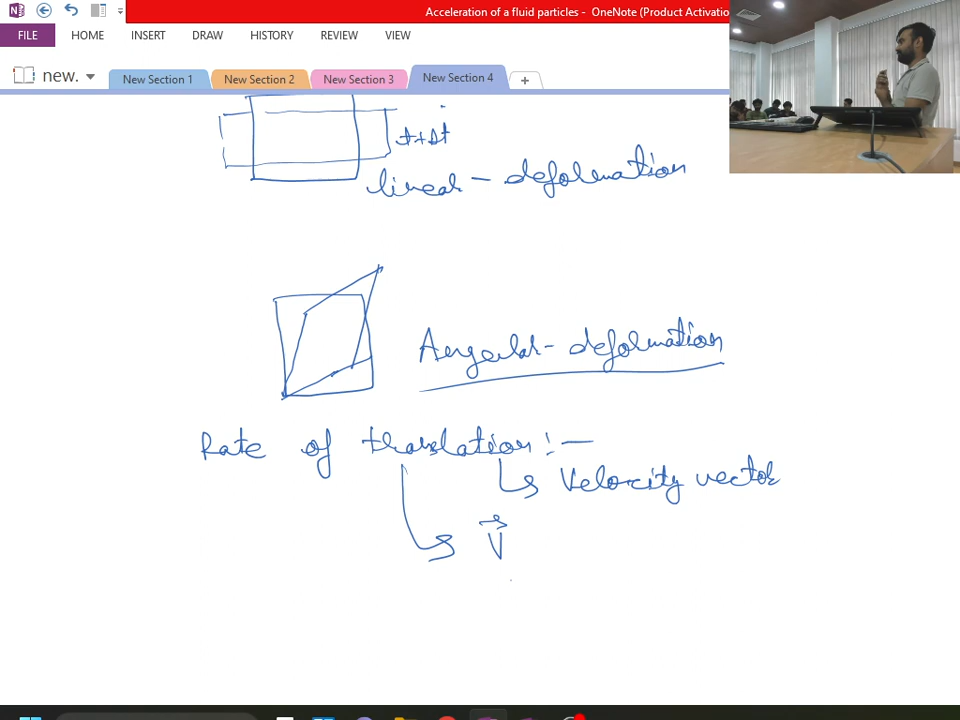 Acceleration of a fluid particles - OneNote (Product Activatio
FILE HOME INSERT DRAW HISTORY REVIEW VIEW
new. New Section 1 New Section 2 New Section 3 New Section 4 +
t+Δt
linear - deformation
Angular - deformation
Rate of translation :-
Velocity vector
V